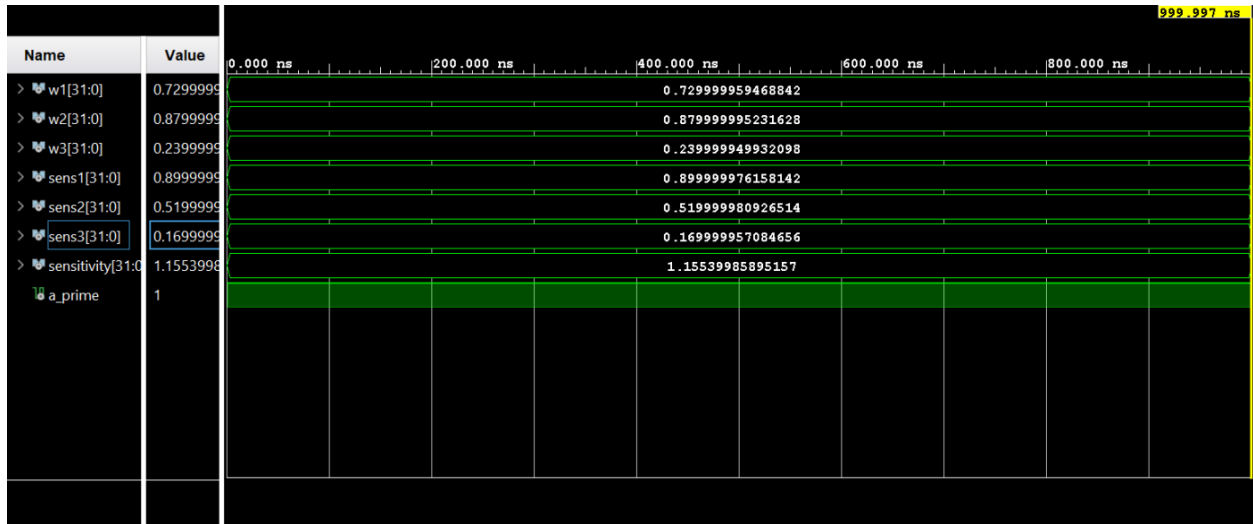 999.997 ns
Name Value
0.000 ns 200.000 ns 400.000 ns 600.000 ns 800.000 ns
w1[31:0] 0.7299999 0.729999959468842
w2[31:0] 0.8799999 0.879999995231628
w3[31:0] 0.2399999 0.239999949932098
sens1[31:0] 0.8999999 0.899999976158142
sens2[31:0] 0.5199999 0.519999980926514
sens3[31:0] 0.1699999 0.169999957084656
sensitivity[31:0 1.1553998 1.15539985895157
a_prime 1